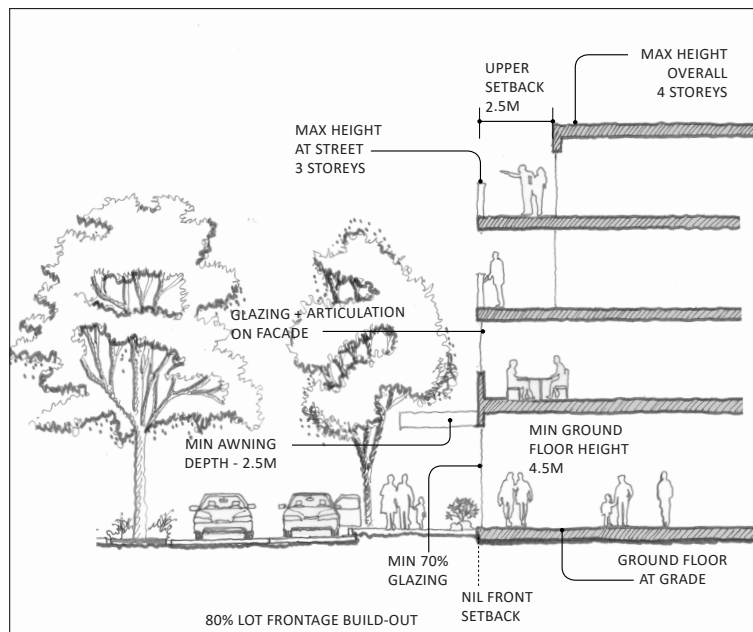 UPPER
SETBACK
2.5M
MAX HEIGHT
OVERALL
4 STOREYS
MAX HEIGHT
AT STREET
3 STOREYS
GLAZING + ARTICULATION
ON FACADE
MIN AWNING
DEPTH - 2.5M
MIN GROUND
FLOOR HEIGHT
4.5M
MIN 70%
GLAZING
GROUND FLOOR
AT GRADE
NIL FRONT
SETBACK
80% LOT FRONTAGE BUILD-OUT